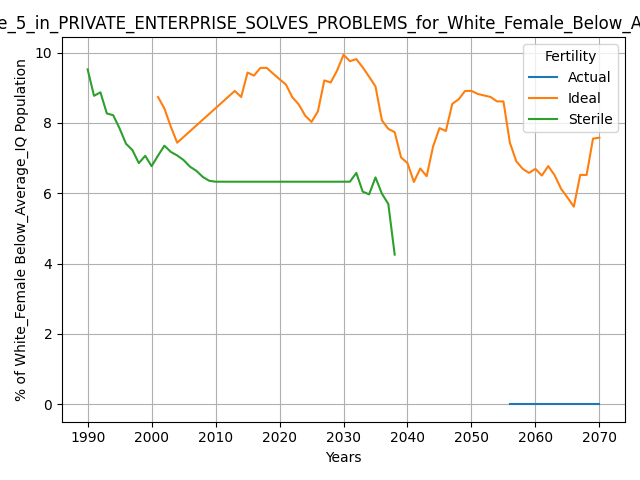 e_5_in_PRIVATE_ENTERPRISE_SOLVES_PROBLEMS_for_White_Female_Below_A
% of White_Female Below_Average_IQ Population
10
8
6
4
2
0
Fertility
Actual
Ideal
Sterile
1990 2000 2010 2020 2030 2040 2050 2060 2070
Years